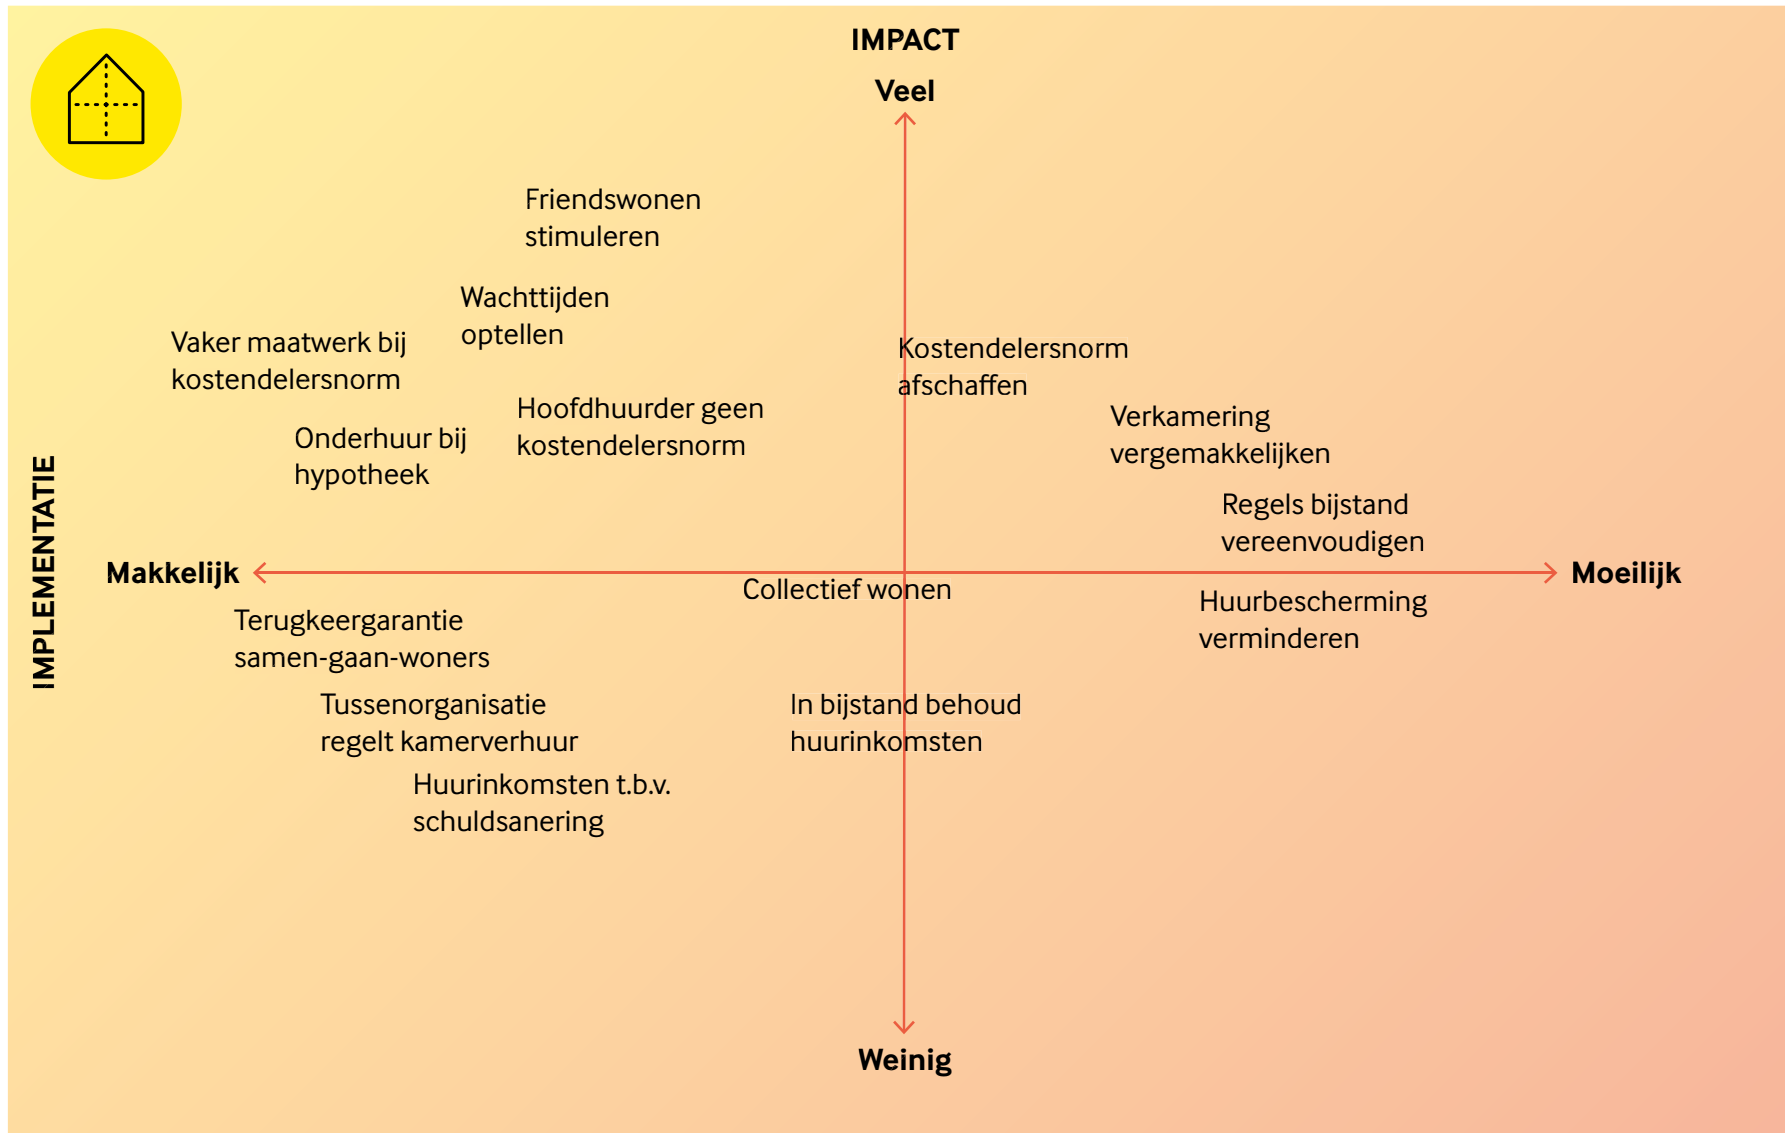 IMPACT
Veel
Friendswonen
stimuleren
Wachttijden
optellen
Vaker maatwerk bij
kostendelersnorm
Kostendelersnorm
afschaffen
Hoofdhuurder geen
kostendelersnorm
Verkamering
vergemakkelijken
Onderhuur bij
hypotheek
Regels bijstand
vereenvoudigen
IMPLEMENTATIE
Makkelijk
Moeilijk
Collectief wonen
Huurbescherming
verminderen
Terugkeergarantie
samen-gaan-woners
Tussenorganisatie
regelt kamerverhuur
In bijstand behoud
huurinkomsten
Huurinkomsten t.b.v.
schuldsanering
Weinig